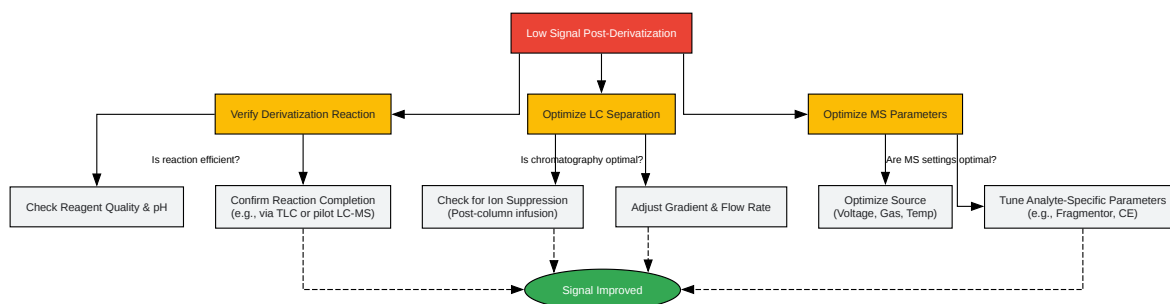 Low Signal Post-Derivatization
Verify Derivatization Reaction
Optimize LC Separation
Optimize MS Parameters
Is reaction efficient?
Is chromatography optimal?
Are MS settings optimal?
Check Reagent Quality & pH
Confirm Reaction Completion
(e.g., via TLC or pilot LC-MS)
Check for Ion Suppression
(Post-column infusion)
Adjust Gradient & Flow Rate
Optimize Source
(Voltage, Gas, Temp)
Tune Analyte-Specific Parameters
(e.g., Fragmentor, CE)
Signal Improved